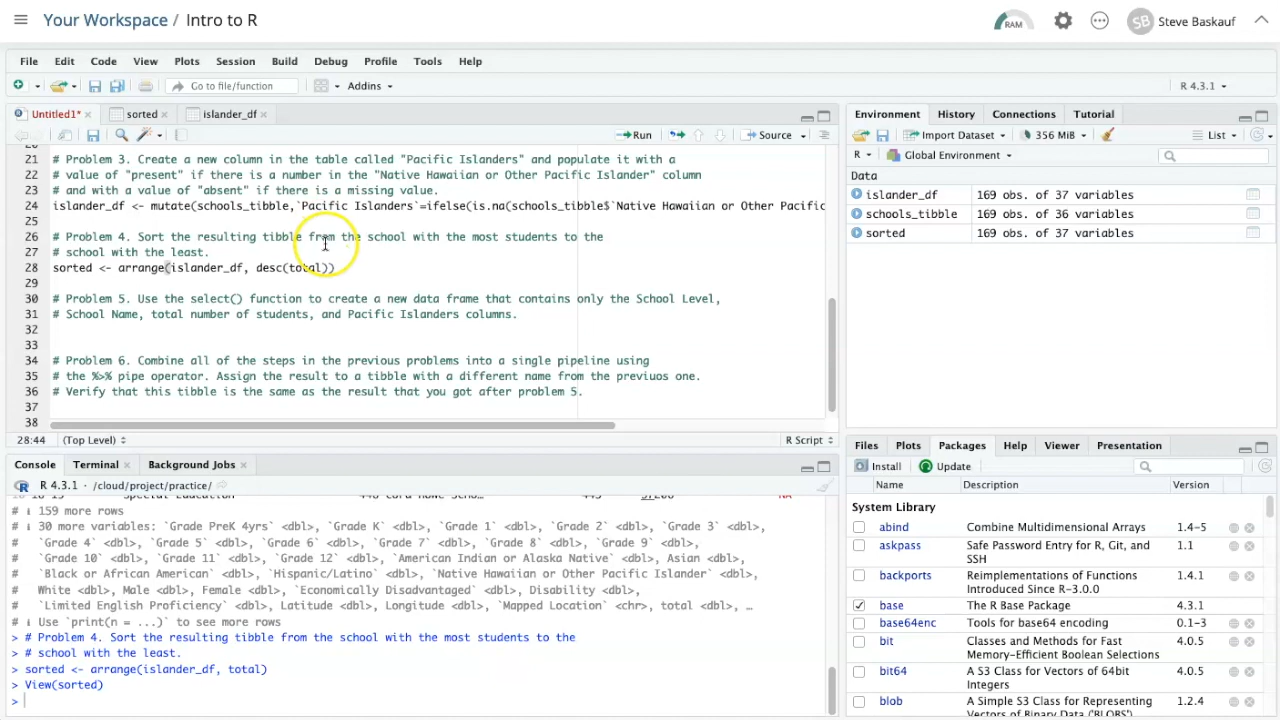 Your Workspace / Intro to R
RAM
SB Steve Baskauf
File Edit Code View Plots Session Build Debug Profile Tools Help
Go to file/function Addins R 4.3.1
Untitled1* sorted islander_df
Run Source
21 # Problem 3. Create a new column in the table called "Pacific Islanders" and populate it with a
22 # value of "present" if there is a number in the "Native Hawaiian or Other Pacific Islander" column
23 # and with a value of "absent" if there is a missing value.
24 islander_df <- mutate(schools_tibble,`Pacific Islanders`=ifelse(is.na(schools_tibble$`Native Hawaiian or Other Pacific
25
26 # Problem 4. Sort the resulting tibble from the school with the most students to the
27 # school with the least.
28 sorted <- arrange(islander_df, desc(total))
29
30 # Problem 5. Use the select() function to create a new data frame that contains only the School Level,
31 # School Name, total number of students, and Pacific Islanders columns.
32
33
34 # Problem 6. Combine all of the steps in the previous problems into a single pipeline using
35 # the %>% pipe operator. Assign the result to a tibble with a different name from the previuos one.
36 # Verify that this tibble is the same as the result that you got after problem 5.
37
38
28:44 (Top Level) R Script
Console Terminal Background Jobs
R 4.3.1 · /cloud/project/practice/
# ℹ 159 more rows
# ℹ 30 more variables: `Grade PreK 4yrs` <dbl>, `Grade K` <dbl>, `Grade 1` <dbl>, `Grade 2` <dbl>, `Grade 3` <dbl>,
# `Grade 4` <dbl>, `Grade 5` <dbl>, `Grade 6` <dbl>, `Grade 7` <dbl>, `Grade 8` <dbl>, `Grade 9` <dbl>,
# `Grade 10` <dbl>, `Grade 11` <dbl>, `Grade 12` <dbl>, `American Indian or Alaska Native` <dbl>, Asian <dbl>,
# `Black or African American` <dbl>, `Hispanic/Latino` <dbl>, `Native Hawaiian or Other Pacific Islander` <dbl>,
# White <dbl>, Male <dbl>, Female <dbl>, `Economically Disadvantaged` <dbl>, Disability <dbl>,
# `Limited English Proficiency` <dbl>, Latitude <dbl>, Longitude <dbl>, `Mapped Location` <chr>, total <dbl>, …
# ℹ Use `print(n = ...)` to see more rows
> # Problem 4. Sort the resulting tibble from the school with the most students to the
> # school with the least.
> sorted <- arrange(islander_df, total)
> View(sorted)
>
Environment History Connections Tutorial
Import Dataset 356 MiB List
R Global Environment
Data
islander_df 169 obs. of 37 variables
schools_tibble 169 obs. of 36 variables
sorted 169 obs. of 37 variables
Files Plots Packages Help Viewer Presentation
Install Update
Name Description Version
System Library
abind Combine Multidimensional Arrays 1.4-5
askpass Password Entry for R, Git, and SSH 1.1
backports Reimplementations of Functions Introduced Since R-3.0.0 1.4.1
base The R Base Package 4.3.1
base64enc Tools for base64 encoding 0.1-3
bit Classes and Methods for Fast Memory-Efficient Boolean Selections 4.0.5
bit64 A S3 Class for Vectors of 64bit Integers 4.0.5
blob A Simple S3 Class for Representing Vectors of Binary Data ('BLOBS') 1.2.4